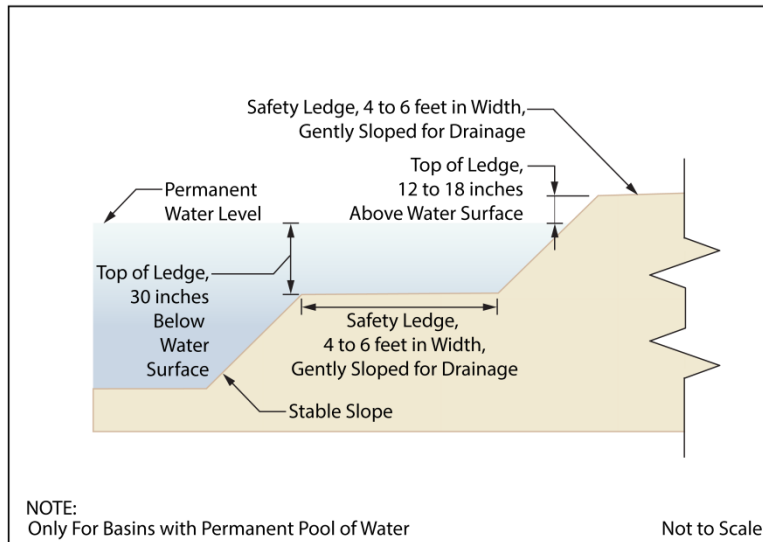 Safety Ledge, 4 to 6 feet in Width,
Gently Sloped for Drainage
Top of Ledge,
12 to 18 inches
Above Water Surface
Permanent
Water Level
Top of Ledge,
30 inches
Below
Water
Surface
Safety Ledge,
4 to 6 feet in Width,
Gently Sloped for Drainage
Stable Slope
NOTE:
Only For Basins with Permanent Pool of Water
Not to Scale